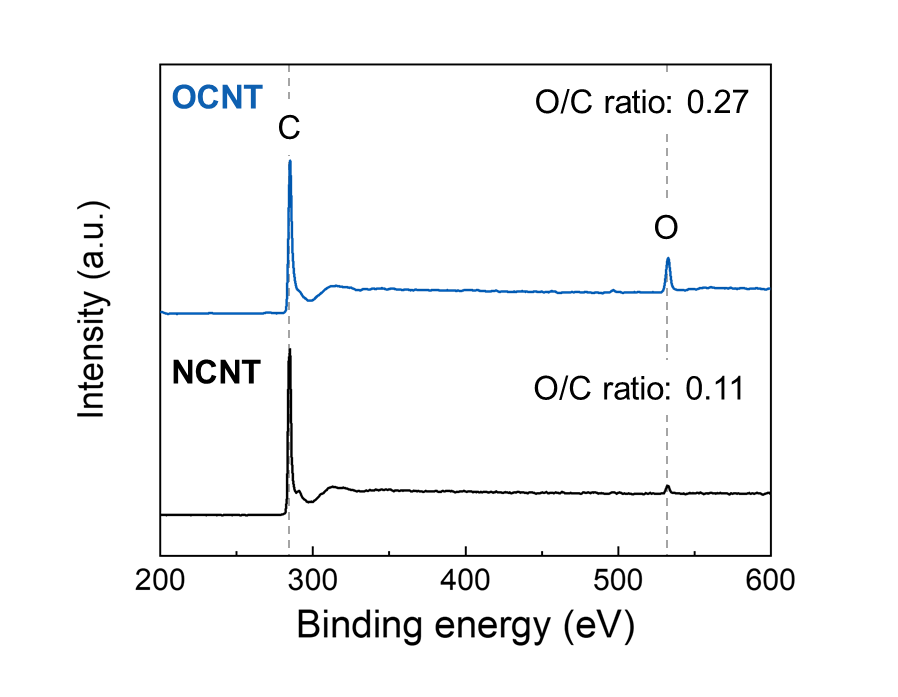 OCNT
O/C ratio: 0.27
C
O
NCNT
O/C ratio: 0.11
Intensity (a.u.)
200 300 400 500 600
Binding energy (eV)